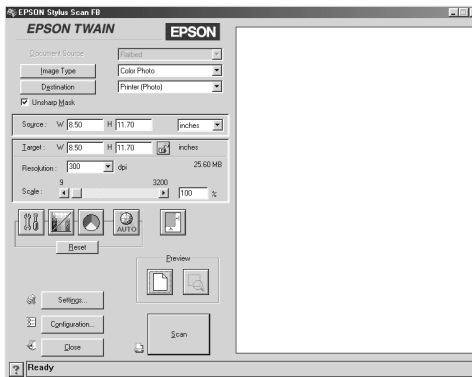 EPSON Stylus Scan FB
EPSON TWAIN EPSON
Document Source Flatbed
Image Type Color Photo
Destination Printer (Photo)
Unsharp Mask
Source: W 8.50 H 11.70 inches
Target: W 8.50 H 11.70 inches
Resolution: 300 dpi 25.60 MB
9 3200
Scale: 100 %
AUTO
Reset
Preview
Settings...
Configuration...
Close
Scan
? Ready